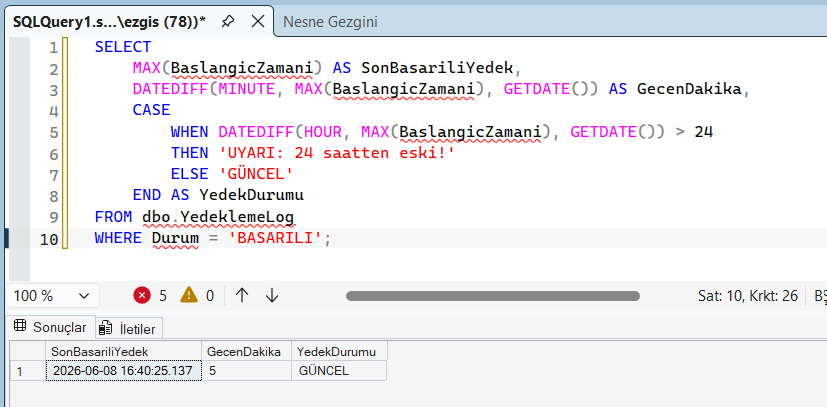 SQLQuery1.s...\ezgis (78))* Nesne Gezgini
1 SELECT
2 MAX(BaslangicZamani) AS SonBasariliYedek,
3 DATEDIFF(MINUTE, MAX(BaslangicZamani), GETDATE()) AS GecenDakika,
4 CASE
5 WHEN DATEDIFF(HOUR, MAX(BaslangicZamani), GETDATE()) > 24
6 THEN 'UYARI: 24 saatten eski!'
7 ELSE 'GÜNCEL'
8 END AS YedekDurumu
9 FROM dbo.YedeklemeLog
10 WHERE Durum = 'BASARILI';
100 % 5 0 Sat: 10, Krkt: 26
Sonuçlar İletiler
SonBasariliYedek GecenDakika YedekDurumu
1 2026-06-08 16:40:25.137 5 GÜNCEL